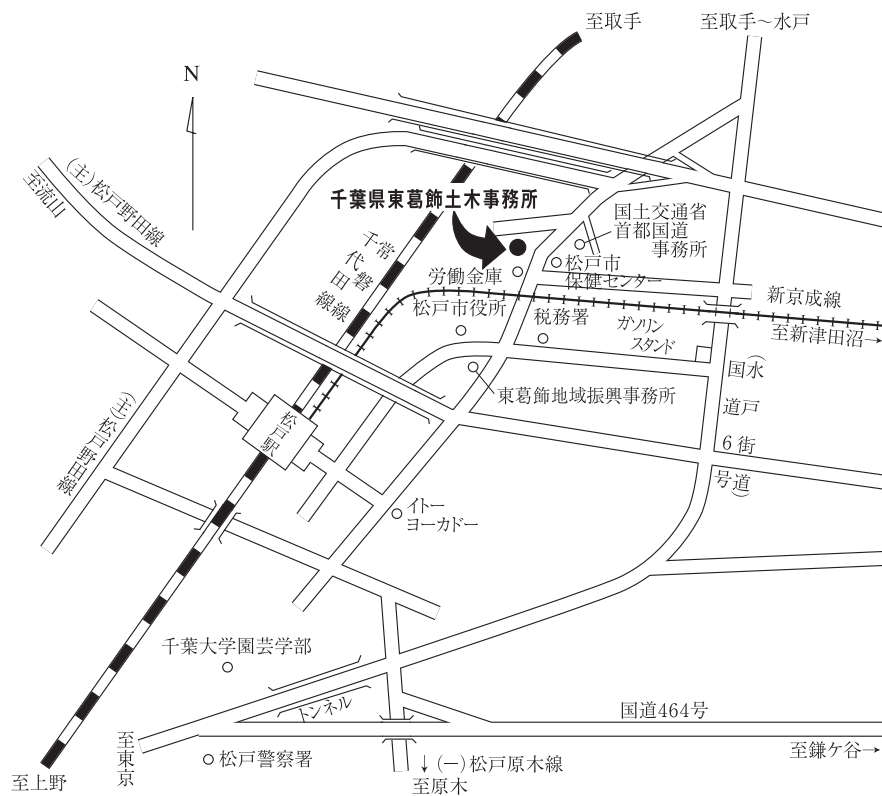 至取手
至取手～水戸
N
(主)松戸野田線
至流山
千葉県東葛飾土木事務所
国土交通省
首都国道
事務所
常磐線
千代田線
労働金庫
松戸市
保健センター
新京成線
至新津田沼→
松戸市役所
税務署
ガソリン
スタンド
国道6号
(水戸街道)
東葛飾地域振興事務所
(主)松戸野田線
松戸駅
イトー
ヨーカドー
千葉大学園芸学部
トンネル
国道464号
至鎌ケ谷→
至東京
松戸警察署
↓(一)松戸原木線
至原木
至上野